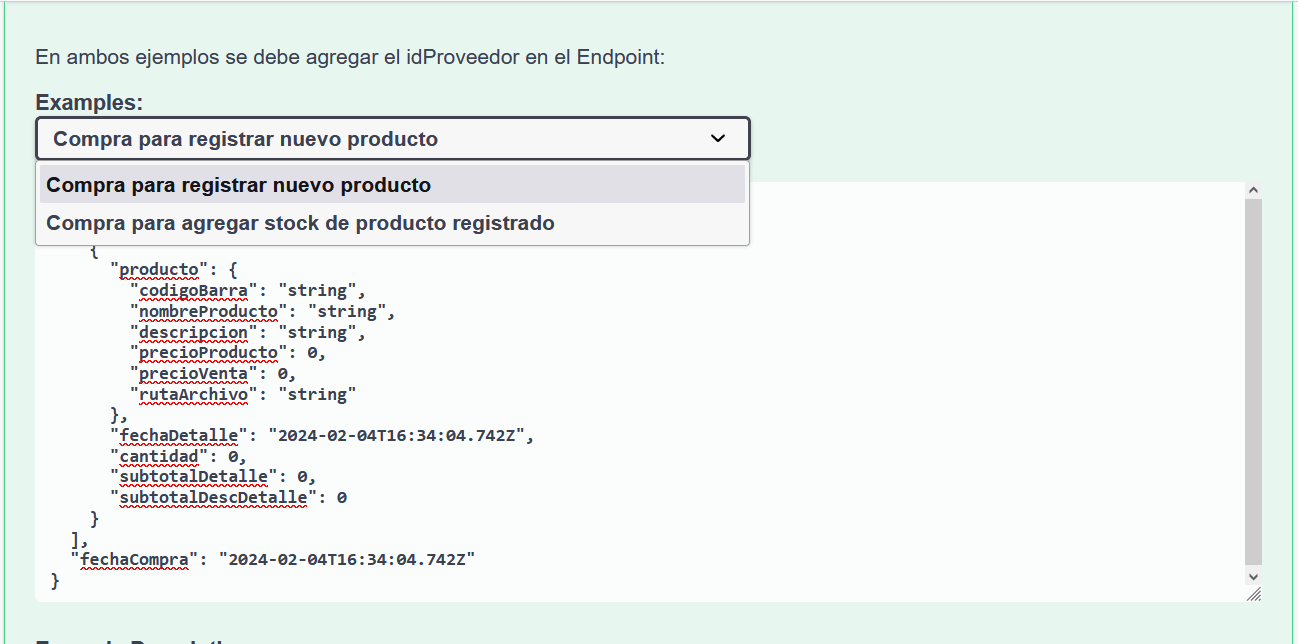 En ambos ejemplos se debe agregar el idProveedor en el Endpoint:
Examples:
Compra para registrar nuevo producto
Compra para registrar nuevo producto
Compra para agregar stock de producto registrado
{
"producto": {
"codigoBarra": "string",
"nombreProducto": "string",
"descripcion": "string",
"precioProducto": 0,
"precioVenta": 0,
"rutaArchivo": "string"
},
"fechaDetalle": "2024-02-04T16:34:04.742Z",
"cantidad": 0,
"subtotalDetalle": 0,
"subtotalDescDetalle": 0
}
],
"fechaCompra": "2024-02-04T16:34:04.742Z"
}